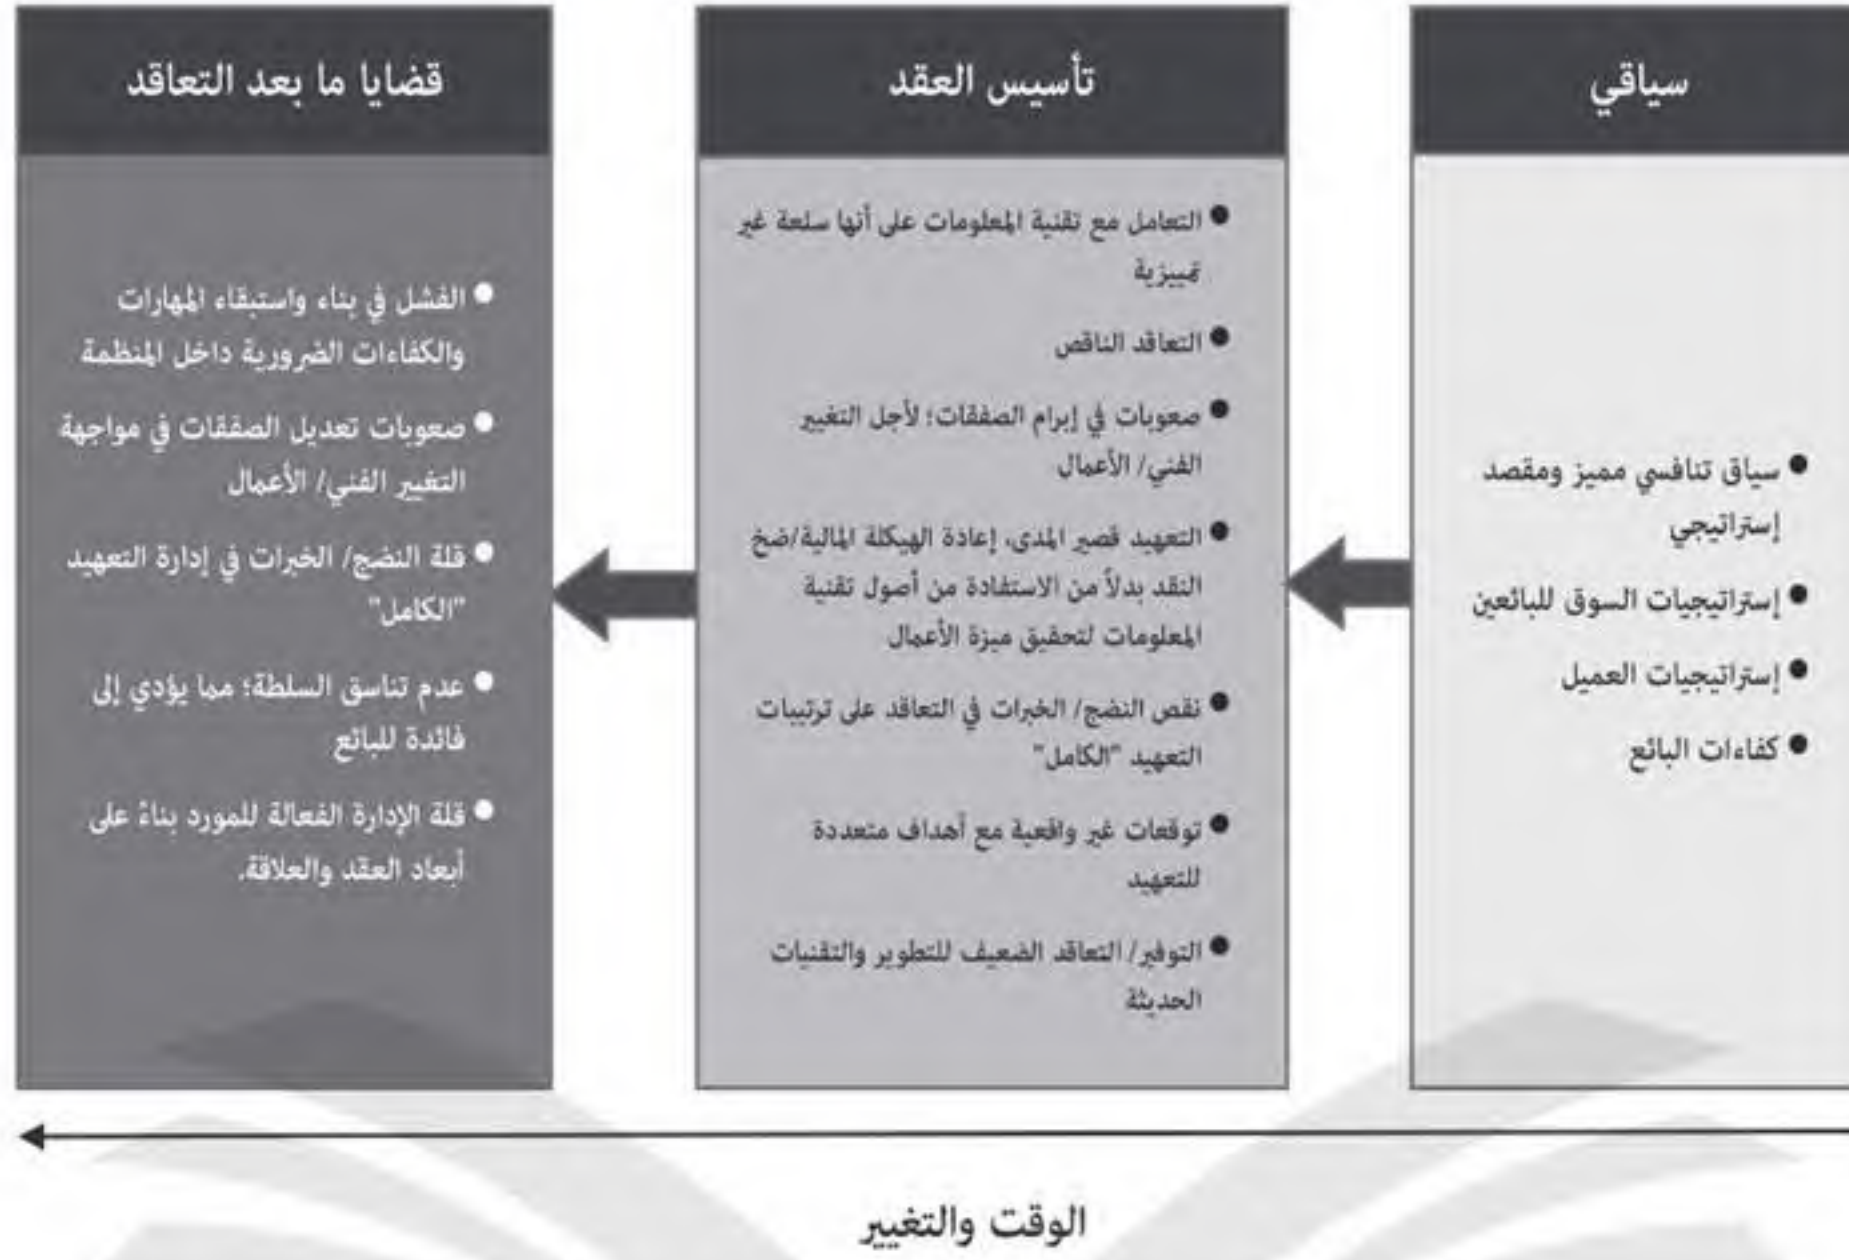 سياقي
● سياق تنافسي مميز ومقصد
إستراتيجي
● إستراتيجيات السوق للبائعين
● إستراتيجيات العميل
● كفاءات البائع
تأسيس العقد
● التعامل مع تقنية المعلومات على أنها سلعة غير
تمييزية
● التعاقد الناقص
● صعوبات في إبرام الصفقات؛ لأجل التغيير
الفني/ الأعمال
● التعهيد قصير المدى، إعادة الهيكلة المالية/ضخ
النقد بدلاً من الاستفادة من أصول تقنية
المعلومات لتحقيق ميزة الأعمال
● نقص النضج/ الخبرات في التعاقد على ترتيبات
التعهيد "الكامل"
● توقعات غير واقعية مع أهداف متعددة
للتعهيد
● التوفير/ التعاقد الضعيف للتطوير والتقنيات
الحديثة
قضايا ما بعد التعاقد
● الفشل في بناء واستبقاء المهارات
والكفاءات الضرورية داخل المنظمة
● صعوبات تعديل الصفقات في مواجهة
التغيير الفني/ الأعمال
● قلة النضج/ الخبرات في إدارة التعهيد
"الكامل"
● عدم تناسق السلطة؛ مما يؤدي إلى
فائدة للبائع
● قلة الإدارة الفعالة للمورد بناءً على
أبعاد العقد والعلاقة.
الوقت والتغيير